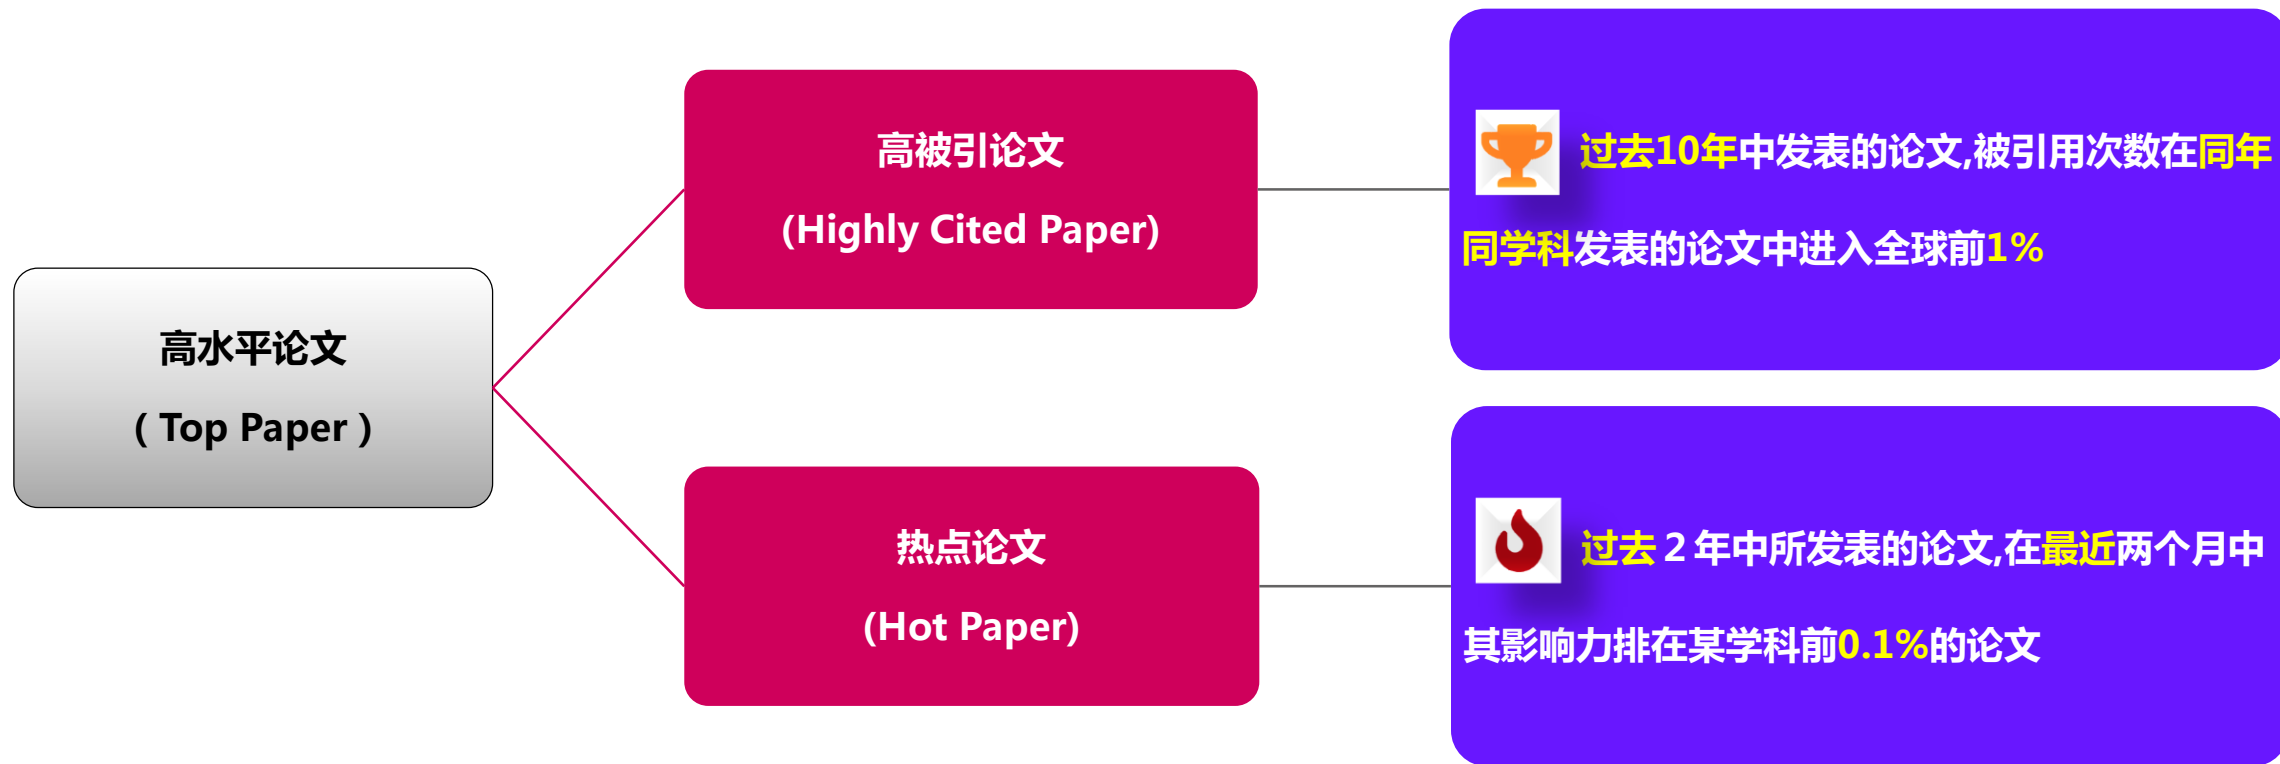 高水平论文
( Top Paper )
高被引论文
(Highly Cited Paper)
过去10年中发表的论文,被引用次数在同年
同学科发表的论文中进入全球前1%
热点论文
(Hot Paper)
过去 2 年中所发表的论文,在最近两个月中
其影响力排在某学科前0.1%的论文